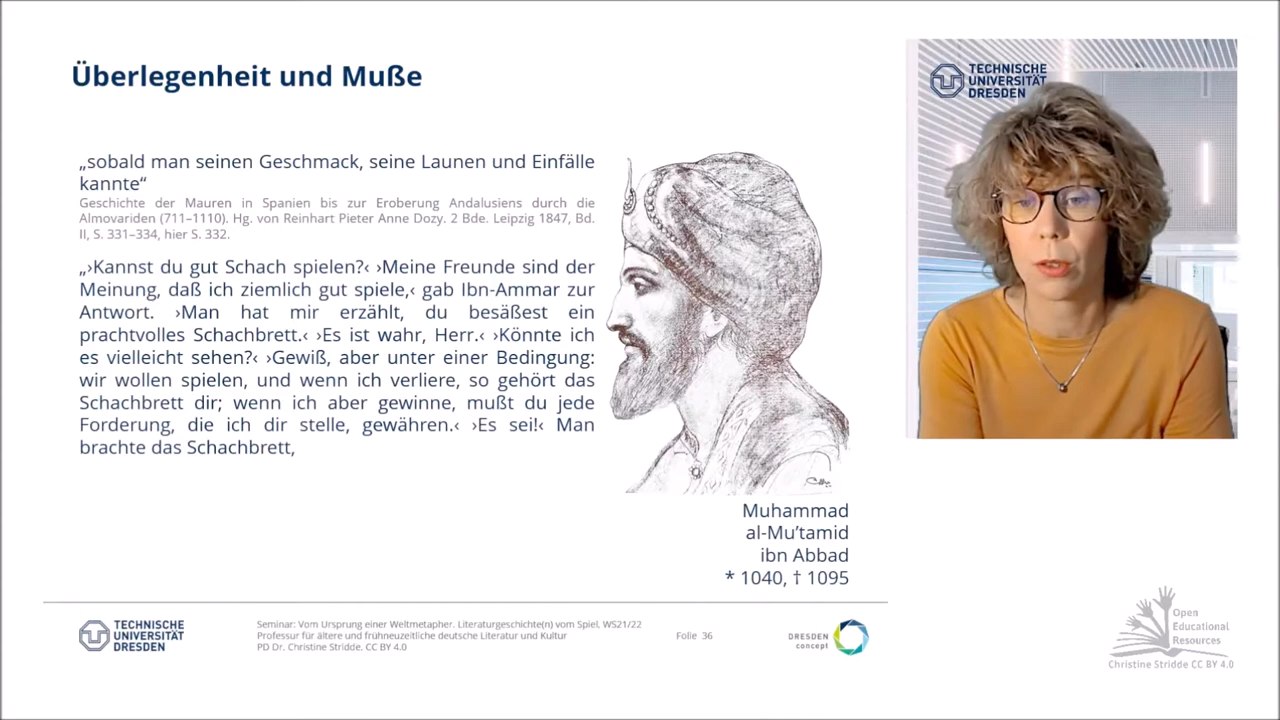 Überlegenheit und Muße
„sobald man seinen Geschmack, seine Launen und Einfälle
kannte“
Geschichte der Mauren in Spanien bis zur Eroberung Andalusiens durch die
Almovariden (711–1110). Hg. von Reinhart Pieter Anne Dozy. 2 Bde. Leipzig 1847, Bd.
II, S. 331–334, hier S. 332.
„›Kannst du gut Schach spielen?‹ ›Meine Freunde sind der
Meinung, daß ich ziemlich gut spiele,‹ gab Ibn-Ammar zur
Antwort. ›Man hat mir erzählt, du besäßest ein
prachtvolles Schachbrett.‹ ›Es ist wahr, Herr.‹ ›Könnte ich
es vielleicht sehen?‹ ›Gewiß, aber unter einer Bedingung:
wir wollen spielen, und wenn ich verliere, so gehört das
Schachbrett dir; wenn ich aber gewinne, mußt du jede
Forderung, die ich dir stelle, gewähren.‹ ›Es sei!‹ Man
brachte das Schachbrett,
Muhammad
al-Mu’tamid
ibn Abbad
* 1040, † 1095
TECHNISCHE
UNIVERSITÄT
DRESDEN
TECHNISCHE
UNIVERSITÄT
DRESDEN
Seminar: Vom Ursprung einer Weltmetapher. Literaturgeschichte(n) vom Spiel, WS21/22
Professur für ältere und frühneuzeitliche deutsche Literatur und Kultur
PD Dr. Christine Stridde. CC BY 4.0
Folie 36
DRESDEN
concept
Open
Educational
Resources
Christine Stridde CC BY 4.0